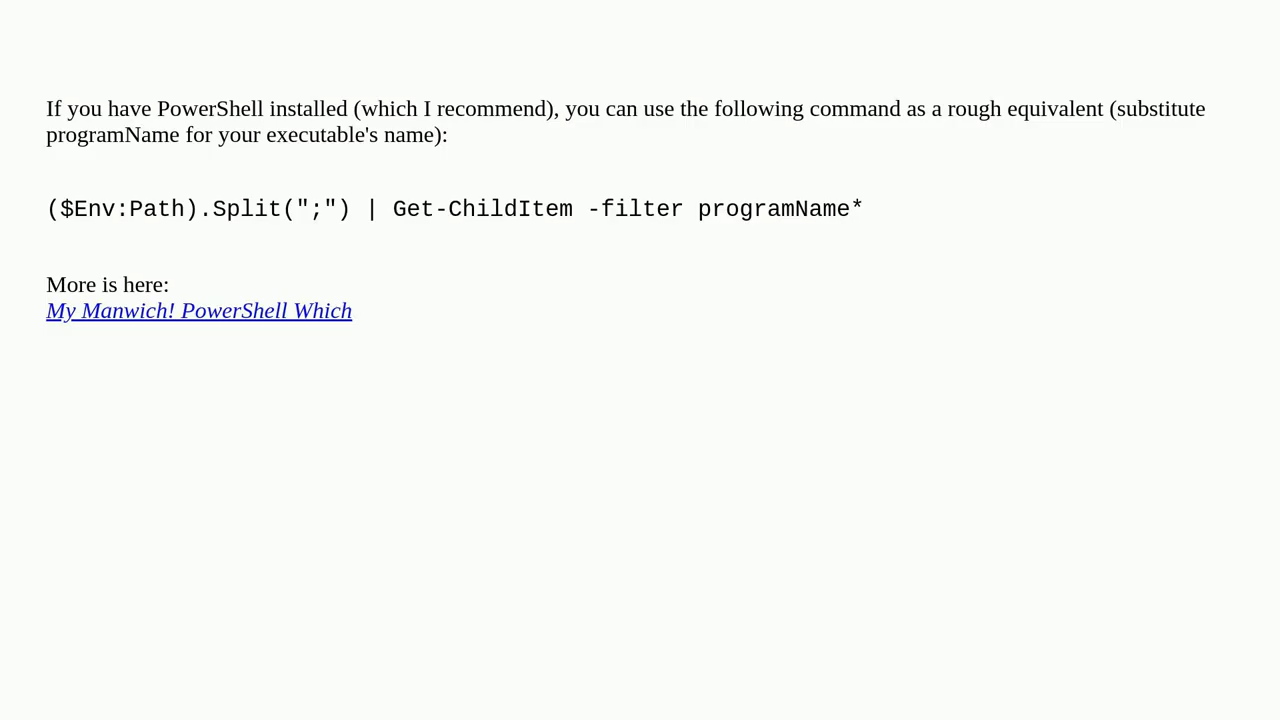 If you have PowerShell installed (which I recommend), you can use the following command as a rough equivalent (substitute
programName for your executable's name):
($Env:Path).Split(";") | Get-ChildItem -filter programName*
More is here:
My Manwich! PowerShell Which